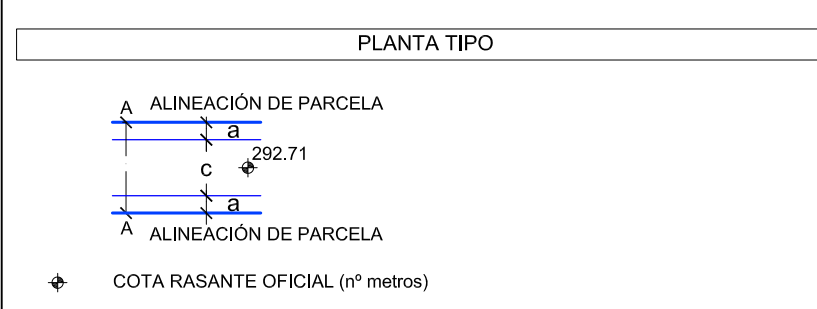 PLANTA TIPO
A ALINEACIÓN DE PARCELA
a
292.71
c
a
A ALINEACIÓN DE PARCELA
COTA RASANTE OFICIAL (nº metros)